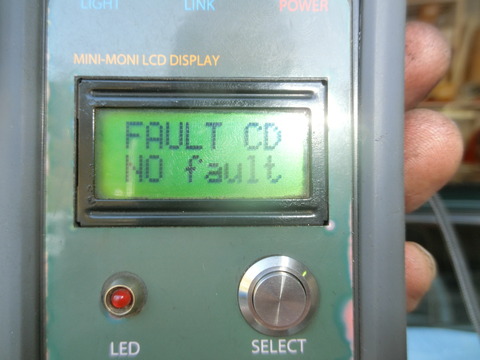 LIGHT LINK POWER
MINI-MONI LCD DISPLAY
FAULT CD
NO fault
LED SELECT